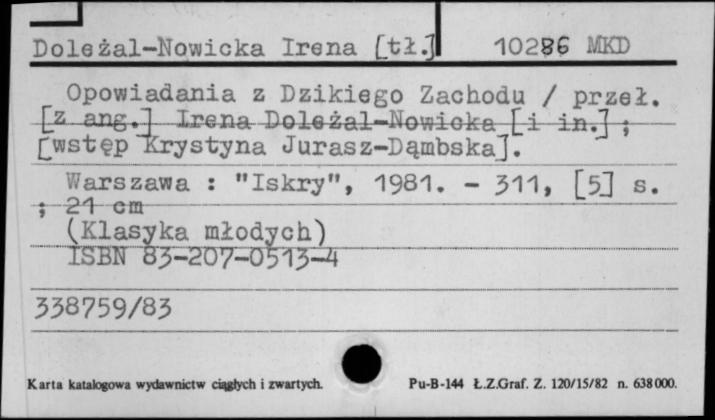 Doleżal-Nowicka Irena [tł.] 10286 MKD
Opowiadania z Dzikiego Zachodu / przeł.
[z ang.] Irena Doleżal-Nowicka [i in.] ;
[wstęp Krystyna Jurasz-Dąmbska].
Warszawa : "Iskry", 1981. - 311, [5] s.
; 21 cm
(Klasyka młodych)
ISBN 83-207-0513-4
338759/83
Karta katalogowa wydawnictw ciągłych i zwartych. Pu-B-144 Ł.Z.Graf. Z. 120/15/82 n. 638000.